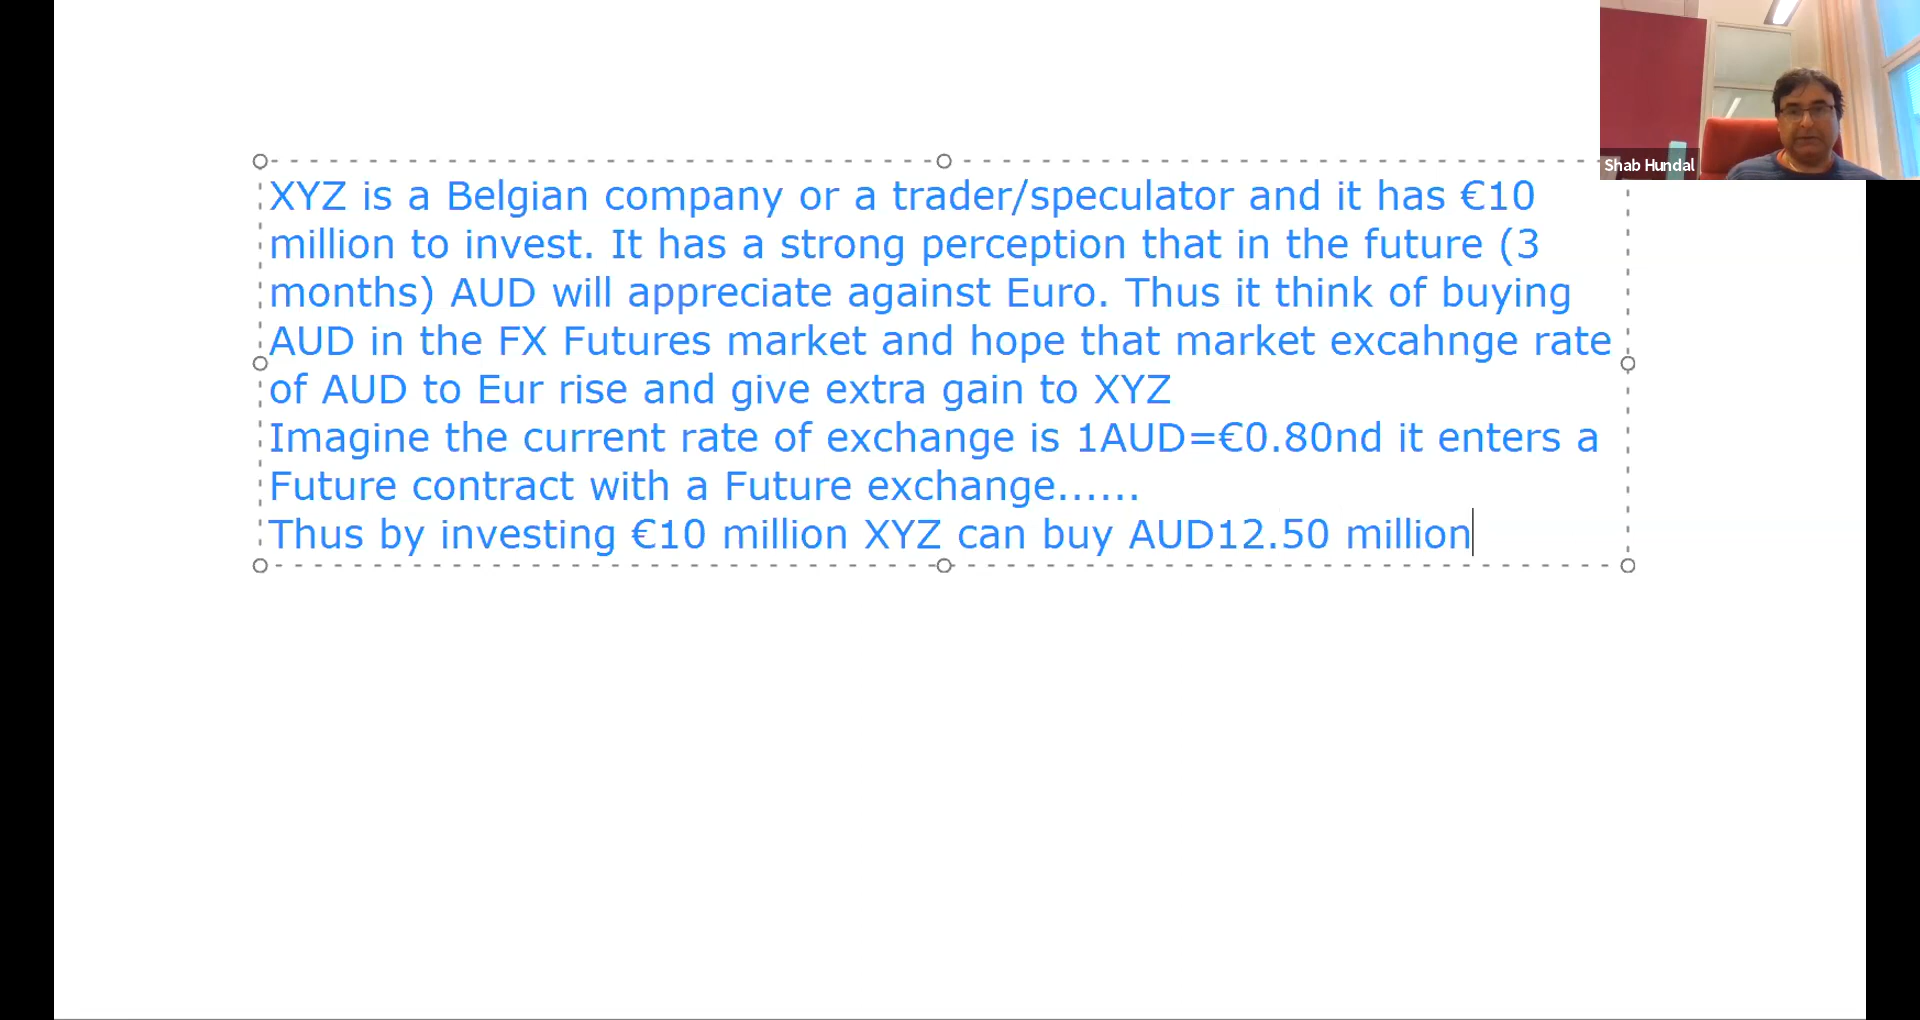 XYZ is a Belgian company or a trader/speculator and it has €10
million to invest. It has a strong perception that in the future (3
months) AUD will appreciate against Euro. Thus it think of buying
AUD in the FX Futures market and hope that market excahnge rate
of AUD to Eur rise and give extra gain to XYZ
Imagine the current rate of exchange is 1AUD=€0.80nd it enters a
Future contract with a Future exchange......
Thus by investing €10 million XYZ can buy AUD12.50 million
Shab Hundal